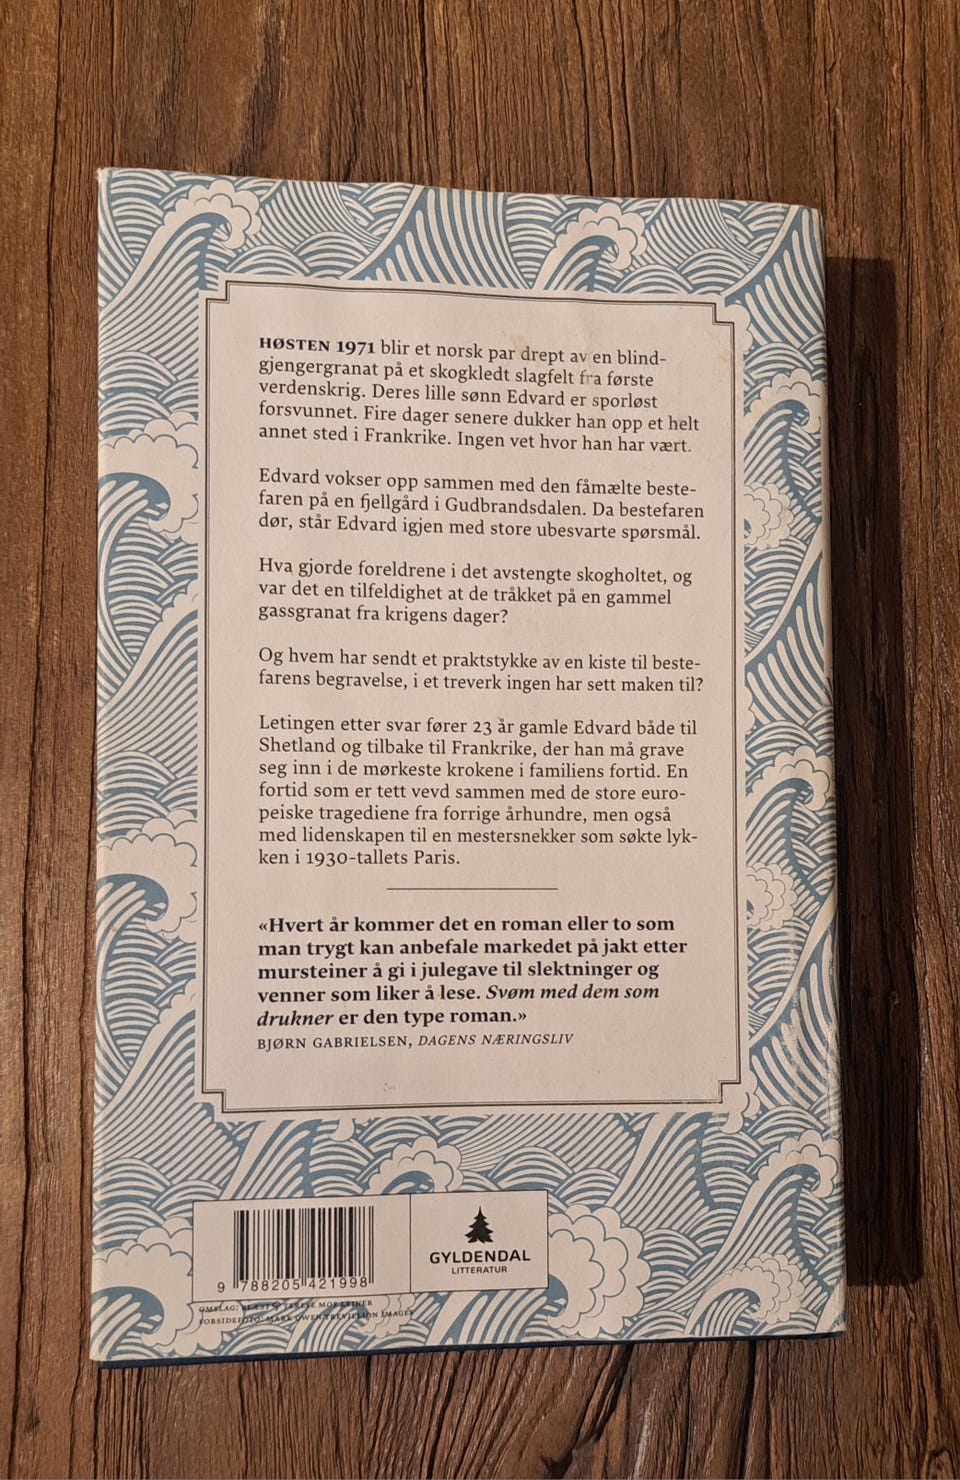 HØSTEN 1971 blir et norsk par drept av en blind-
gjengergranat på et skogkledt slagfelt fra første
verdenskrig. Deres lille sønn Edvard er sporløst
forsvunnet. Fire dager senere dukker han opp et helt
annet sted i Frankrike. Ingen vet hvor han har vært.
Edvard vokser opp sammen med den fåmælte beste-
faren på en fjellgård i Gudbrandsdalen. Da bestefaren
dør, står Edvard igjen med store ubesvarte spørsmål.
Hva gjorde foreldrene i det avstengte skogholtet, og
var det en tilfeldighet at de tråkket på en gammel
gassgranat fra krigens dager?
Og hvem har sendt et praktstykke av en kiste til beste-
farens begravelse, i et treverk ingen har sett maken til?
Letingen etter svar fører 23 år gamle Edvard både til
Shetland og tilbake til Frankrike, der han må grave
seg inn i de mørkeste krokene i familiens fortid. En
fortid som er tett vevd sammen med de store euro-
peiske tragediene fra forrige århundre, men også
med lidenskapen til en mestersnekker som søkte lyk-
ken i 1930-tallets Paris.
«Hvert år kommer det en roman eller to som
man trygt kan anbefale markedet på jakt etter
mursteiner å gi i julegave til slektninger og
venner som liker å lese. Svøm med dem som
drukner er den type roman.»
BJØRN GABRIELSEN, DAGENS NÆRINGSLIV
9 788205 421998
GYLDENDAL
LITTERATUR
OMSLAG: BLÆST TERESE MOE LEINER
FORSIDEFOTO: MARK OWEN TREVILLION IMAGES